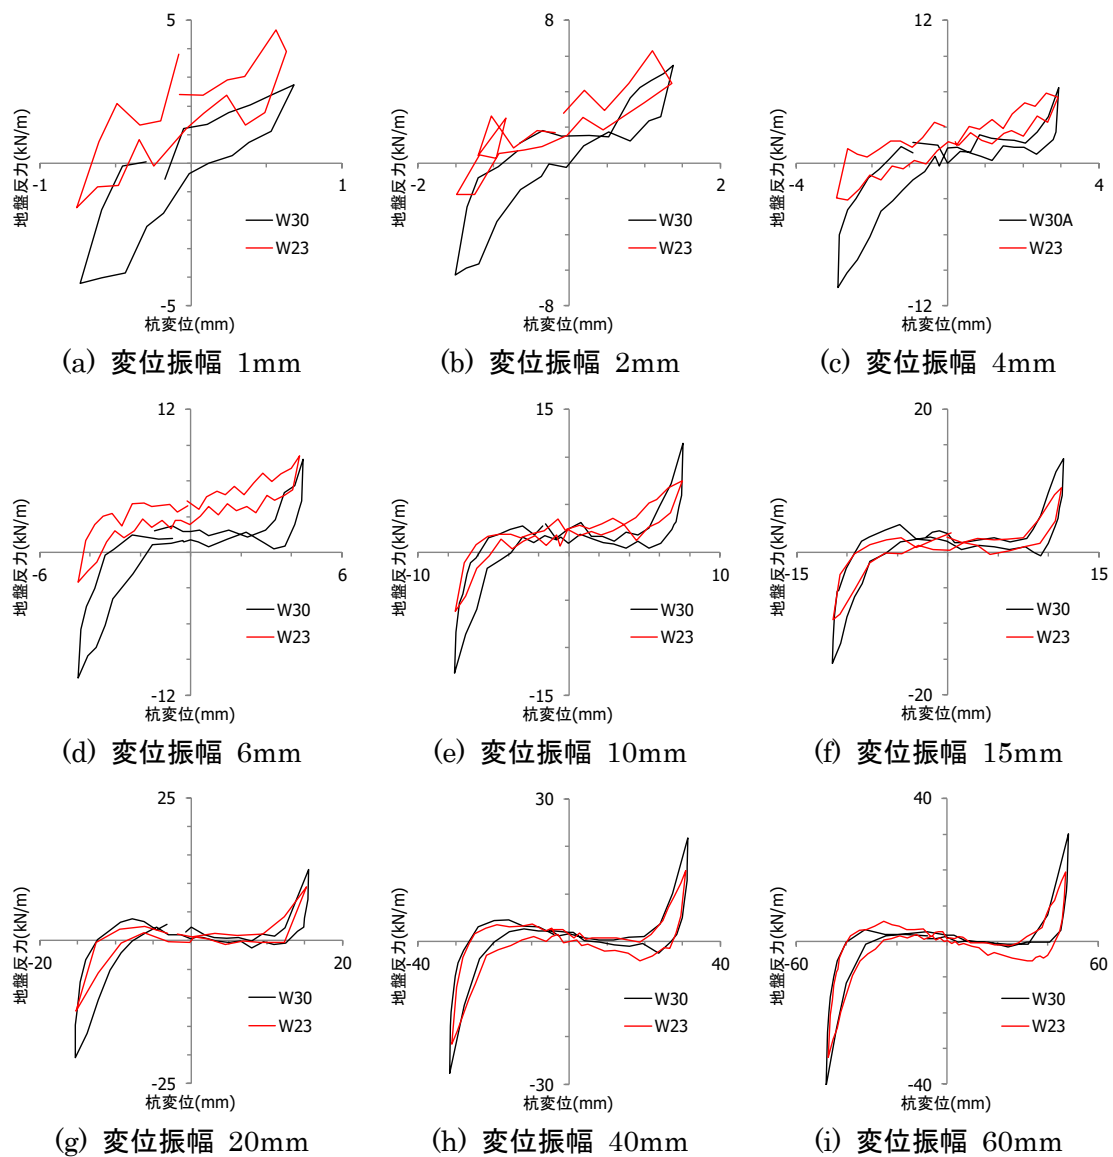 5
地盤反力(kN/m)
-1
1
W30
W23
-5
杭変位(mm)
(a) 変位振幅 1mm
8
地盤反力(kN/m)
-2
2
W30
W23
-8
杭変位(mm)
(b) 変位振幅 2mm
12
地盤反力(kN/m)
-4
4
W30A
W23
-12
杭変位(mm)
(c) 変位振幅 4mm
12
地盤反力(kN/m)
-6
6
W30
W23
-12
杭変位(mm)
(d) 変位振幅 6mm
15
地盤反力(kN/m)
-10
10
W30
W23
-15
杭変位(mm)
(e) 変位振幅 10mm
20
地盤反力(kN/m)
-15
15
W30
W23
-20
杭変位(mm)
(f) 変位振幅 15mm
25
地盤反力(kN/m)
-20
20
W30
W23
-25
杭変位(mm)
(g) 変位振幅 20mm
30
地盤反力(kN/m)
-40
40
W30
W23
-30
杭変位(mm)
(h) 変位振幅 40mm
40
地盤反力(kN/m)
-60
60
W30
W23
-40
杭変位(mm)
(i) 変位振幅 60mm